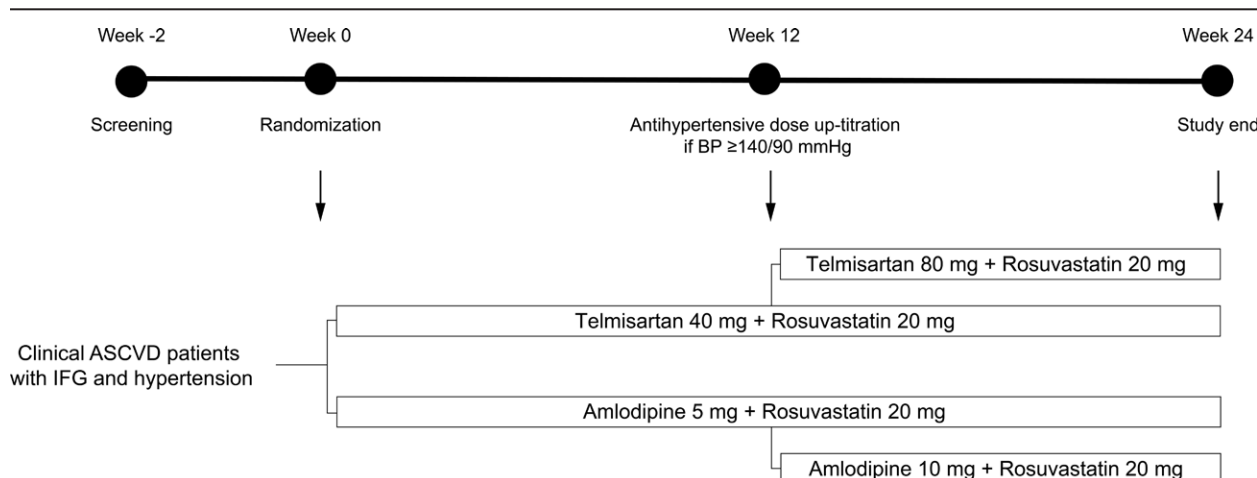 Week -2
Week 0
Week 12
Week 24
Screening
Randomization
Antihypertensive dose up-titration
if BP ≥140/90 mmHg
Study end
Telmisartan 80 mg + Rosuvastatin 20 mg
Telmisartan 40 mg + Rosuvastatin 20 mg
Clinical ASCVD patients
with IFG and hypertension
Amlodipine 5 mg + Rosuvastatin 20 mg
Amlodipine 10 mg + Rosuvastatin 20 mg